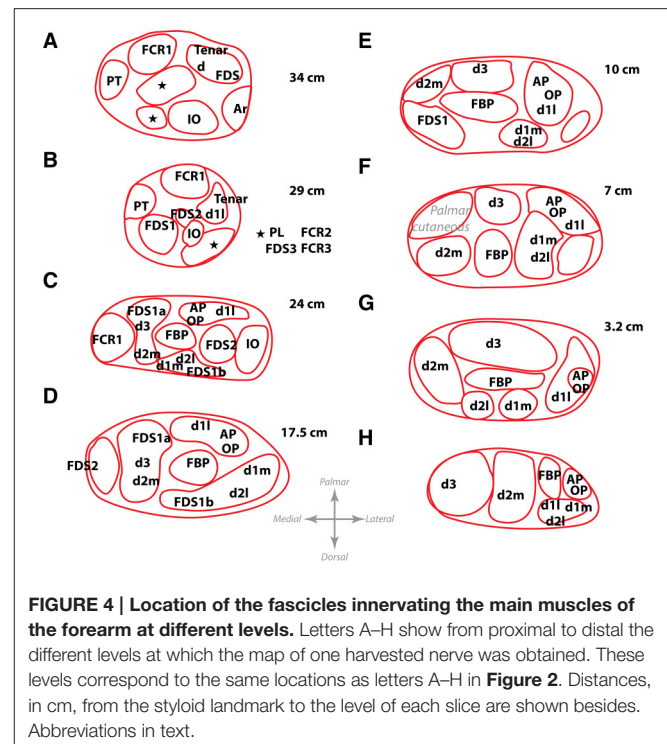 A
FCR1
Tenar
d
FDS
PT
★
Ar
★
IO
34 cm
B
FCR1
29 cm
PT
Tenar
FDS2 d1l
FDS1
IO
★
★ PL FCR2
FDS3 FCR3
C
24 cm
FDS1a
d3
AP
OP
d1l
FCR1
FBP
FDS2
IO
d2m
d2l
d1m
FDS1b
D
17.5 cm
d1l
FDS1a
AP
OP
FDS2
d3
FBP
d2m
d1m
d2l
FDS1b
Palmar
Medial
Lateral
Dorsal
E
10 cm
d3
AP
OP
d1l
d2m
FBP
FDS1
d1m
d2l
F
7 cm
d3
AP
OP
d1l
Palmar
cutaneous
d1m
d2m
FBP
d2l
G
3.2 cm
d3
d2m
FBP
AP
OP
d2l
d1m
d1l
H
d3
d2m
FBP
AP
OP
d1l
d1m
d2l
FIGURE 4 | Location of the fascicles innervating the main muscles of
the forearm at different levels. Letters A–H show from proximal to distal the
different levels at which the map of one harvested nerve was obtained. These
levels correspond to the same locations as letters A–H in Figure 2. Distances,
in cm, from the styloid landmark to the level of each slice are shown besides.
Abbreviations in text.